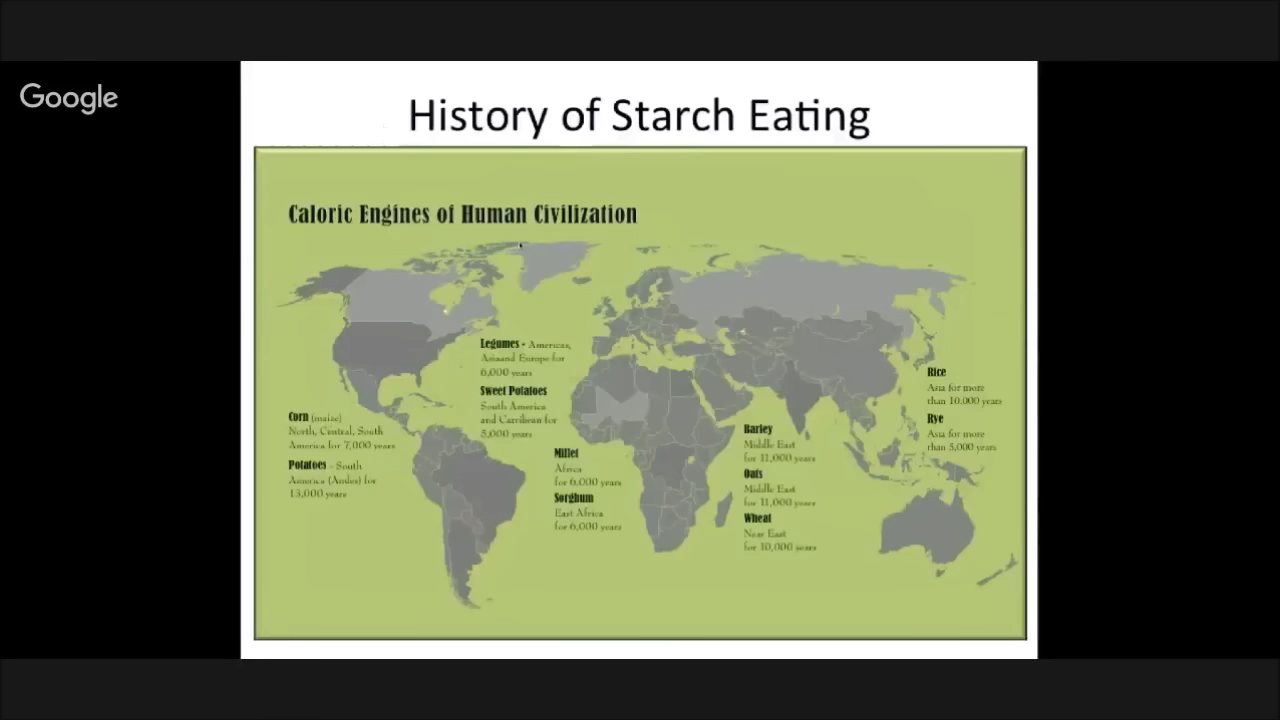 Google
History of Starch Eating
Caloric Engines of Human Civilization
Legumes - Americas,
Asiaand Europe for
6,000 years
Sweet Potatoes
South America
and Carribean for
5,000 years
Corn (maize)
North, Central, South
America for 7,000 years
Potatoes - South
America (Andes) for
13,000 years
Millet
Africa
for 6,000 years
Sorghum
East Africa
for 6,000 years
Barley
Middle East
for 11,000 years
Oats
Middle East
for 11,000 years
Wheat
Near East
for 10,000 years
Rice
Asia for more
than 10,000 years
Rye
Asia for more
than 5,000 years